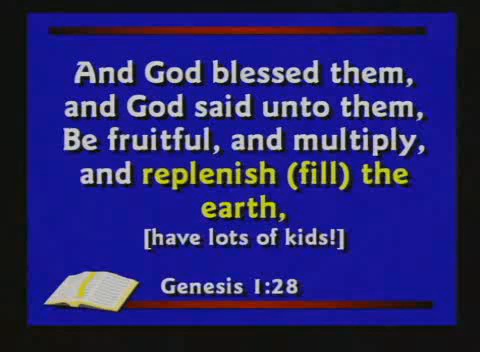 And God blessed them,
and God said unto them,
Be fruitful, and multiply,
and replenish (fill) the
earth,
[have lots of kids!]
Genesis 1:28